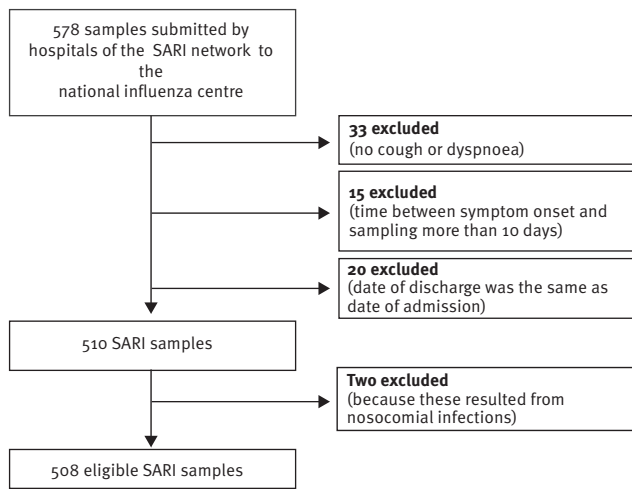 578 samples submitted by
hospitals of the SARI network to
the
national influenza centre
33 excluded
(no cough or dyspnoea)
15 excluded
(time between symptom onset and
sampling more than 10 days)
20 excluded
(date of discharge was the same as
date of admission)
510 SARI samples
Two excluded
(because these resulted from
nosocomial infections)
508 eligible SARI samples